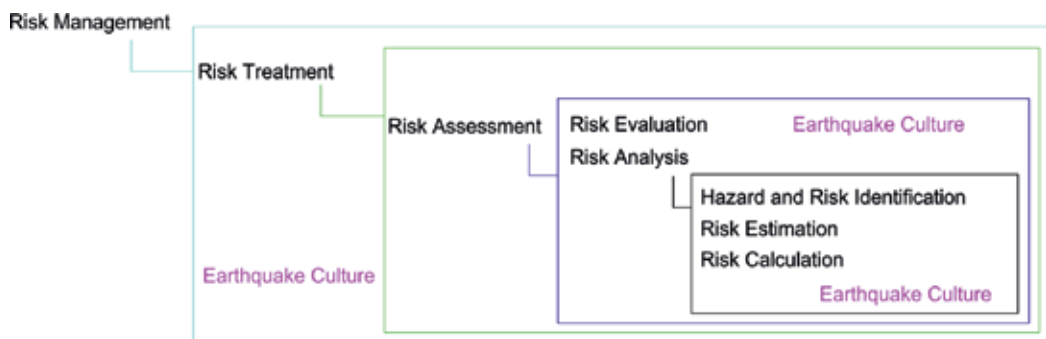 Risk Management
Risk Treatment
Risk Assessment
Risk Evaluation Earthquake Culture
Risk Analysis
Hazard and Risk Identification
Risk Estimation
Risk Calculation
Earthquake Culture
Earthquake Culture